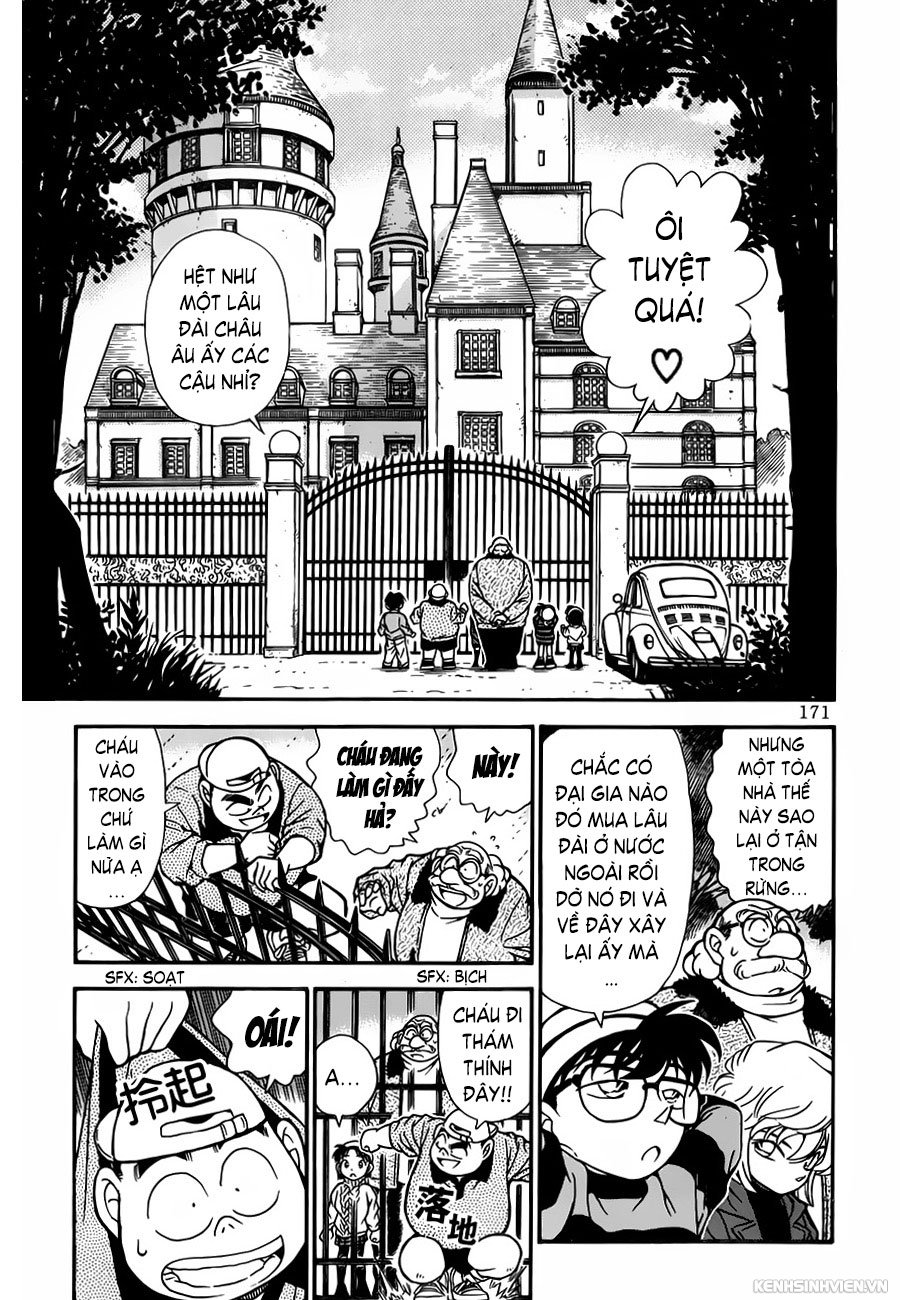 ÔI
TUYỆT
QUÁ!
HỆT NHƯ
MỘT LÂU
ĐÀI CHÂU
ÂU ẤY CÁC
CẬU NHỈ?
171
NHƯNG
MỘT TÒA
NHÀ THẾ
NÀY SAO
LẠI Ở TẬN
TRONG
RỪNG...
CHẮC CÓ
ĐẠI GIA NÀO
ĐÓ MUA LÂU
ĐÀI Ở NƯỚC
NGOÀI RỒI
DỠ NÓ ĐI VÀ
VỀ ĐÂY XÂY
LẠI ẤY MÀ
...
NÀY!
CHÁU ĐANG
LÀM GÌ ĐẤY
HẢ?
CHÁU
VÀO
TRONG
CHỨ
LÀM GÌ
NỮA Ạ
...
SFX: SOẠT
SFX: BỊCH
CHÁU ĐI
THÁM
THÍNH
ĐÂY!!
A...
落地
OÁI!
拎起
KENHSINHVIEN.VN